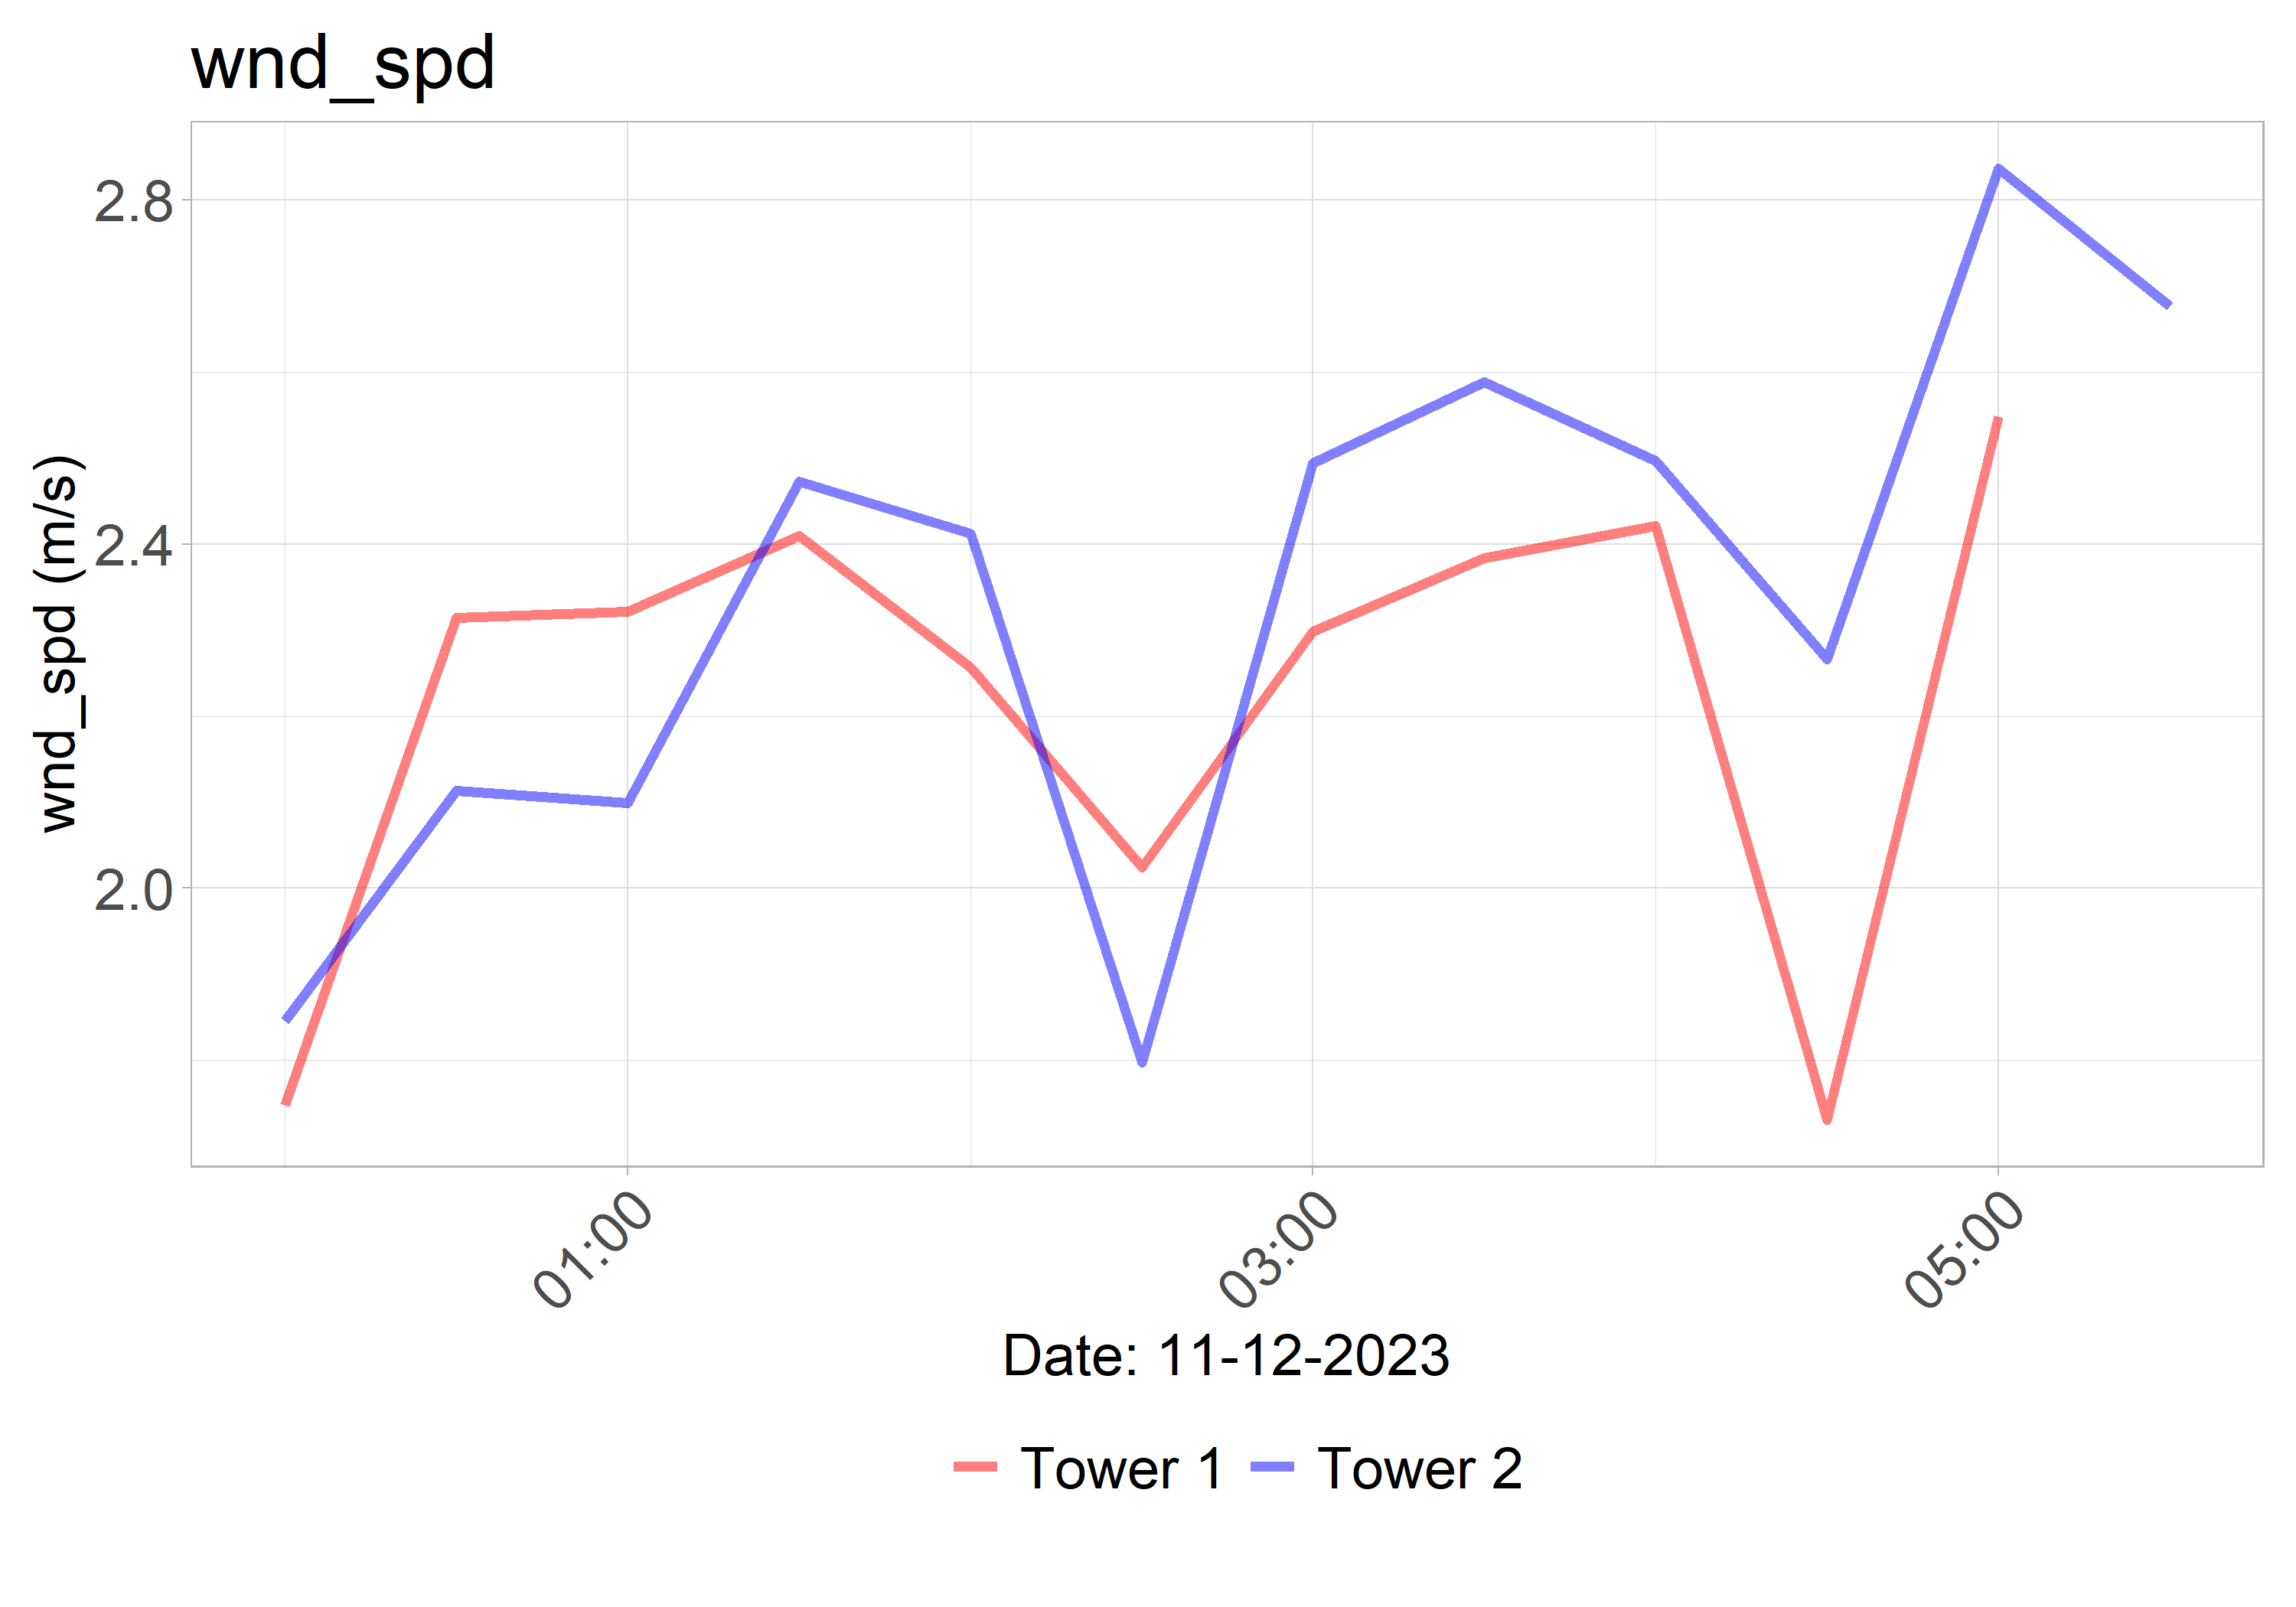 wnd_spd
wnd_spd (m/s)
2.8
2.4
2.0
01:00
03:00
05:00
Date: 11-12-2023
Tower 1
Tower 2